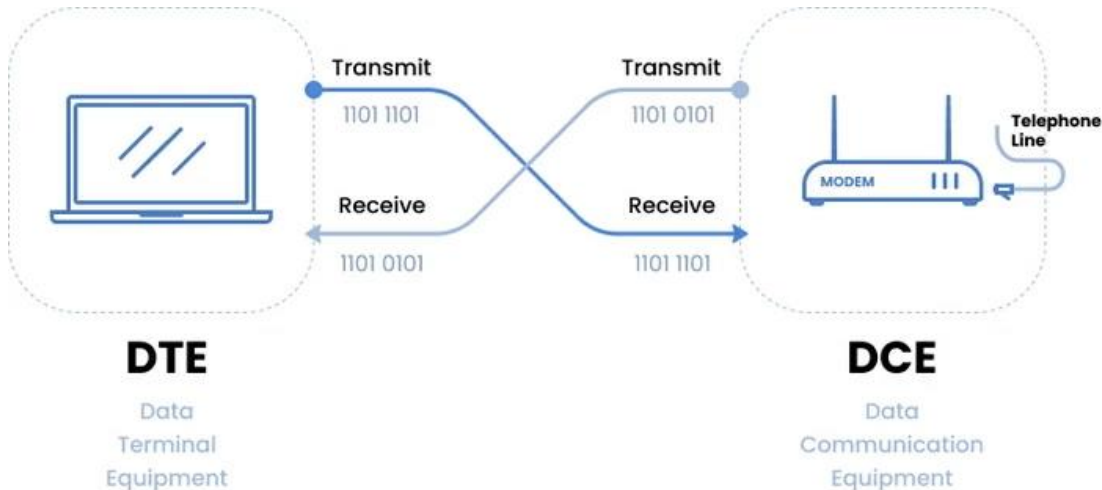 Transmit
1101 1101
Transmit
1101 0101
Telephone
Line
MODEM
Receive
1101 0101
Receive
1101 1101
DTE
Data
Terminal
Equipment
DCE
Data
Communication
Equipment